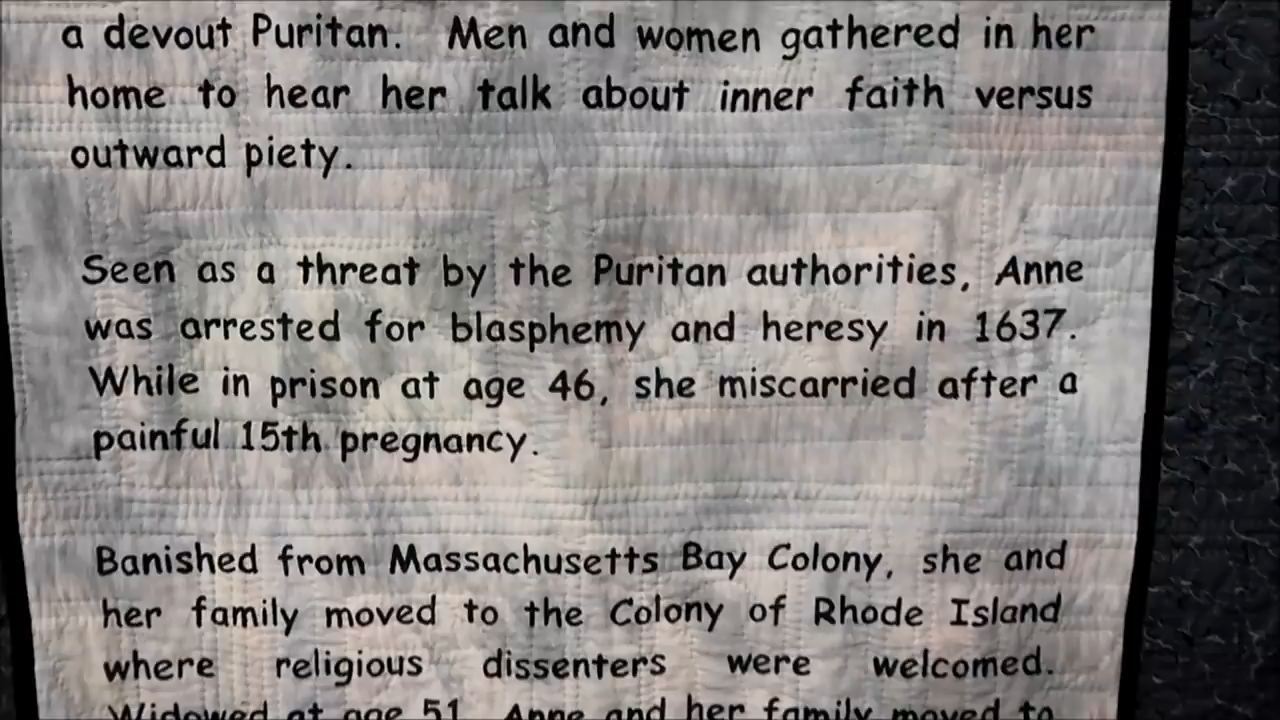 a devout Puritan. Men and women gathered in her
home to hear her talk about inner faith versus
outward piety.
Seen as a threat by the Puritan authorities, Anne
was arrested for blasphemy and heresy in 1637.
While in prison at age 46, she miscarried after a
painful 15th pregnancy.
Banished from Massachusetts Bay Colony, she and
her family moved to the Colony of Rhode Island
where religious dissenters were welcomed.
Widowed at age 51, Anne and her family moved to